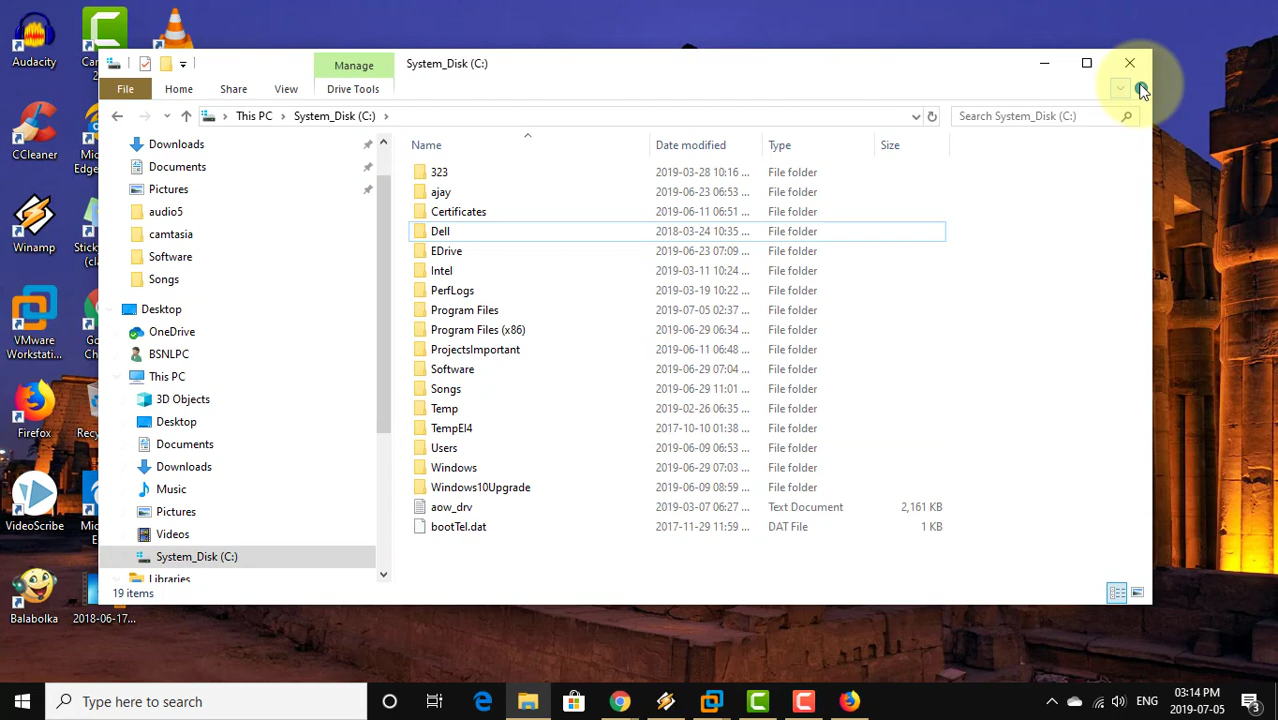 Audacity
Ca
2
Manage
System_Disk (C:)
File
Home
Share
View
Drive Tools
This PC
System_Disk (C:)
Search System_Disk (C:)
CCleaner
Mic
Edge
Winamp
Stick
(cla
VMware
Workstati...
Go
Ch
Firefox
Recy
VideoScribe
Mi
E
Balabolka
2018-06-17...
Downloads
Documents
Pictures
audio5
camtasia
Software
Songs
Desktop
OneDrive
BSNLPC
This PC
3D Objects
Desktop
Documents
Downloads
Music
Pictures
Videos
System_Disk (C:)
Libraries
Name Date modified Type Size
323 2019-03-28 10:16 ... File folder
ajay 2019-06-23 06:53 ... File folder
Certificates 2019-06-11 06:51 ... File folder
Dell 2018-03-24 10:35 ... File folder
EDrive 2019-06-23 07:09 ... File folder
Intel 2019-03-11 10:24 ... File folder
PerfLogs 2019-03-19 10:22 ... File folder
Program Files 2019-07-05 02:37 ... File folder
Program Files (x86) 2019-06-29 06:34 ... File folder
ProjectsImportant 2019-06-11 06:48 ... File folder
Software 2019-06-29 07:04 ... File folder
Songs 2019-06-29 11:01 ... File folder
Temp 2019-02-26 06:35 ... File folder
TempEI4 2017-10-10 01:38 ... File folder
Users 2019-06-09 06:53 ... File folder
Windows 2019-06-29 07:03 ... File folder
Windows10Upgrade 2019-06-09 08:59 ... File folder
aow_drv 2019-03-07 06:27 ... Text Document 2,161 KB
bootTel.dat 2017-11-29 11:59 ... DAT File 1 KB
19 items
Type here to search
ENG
03:14 PM
2019-07-05
3